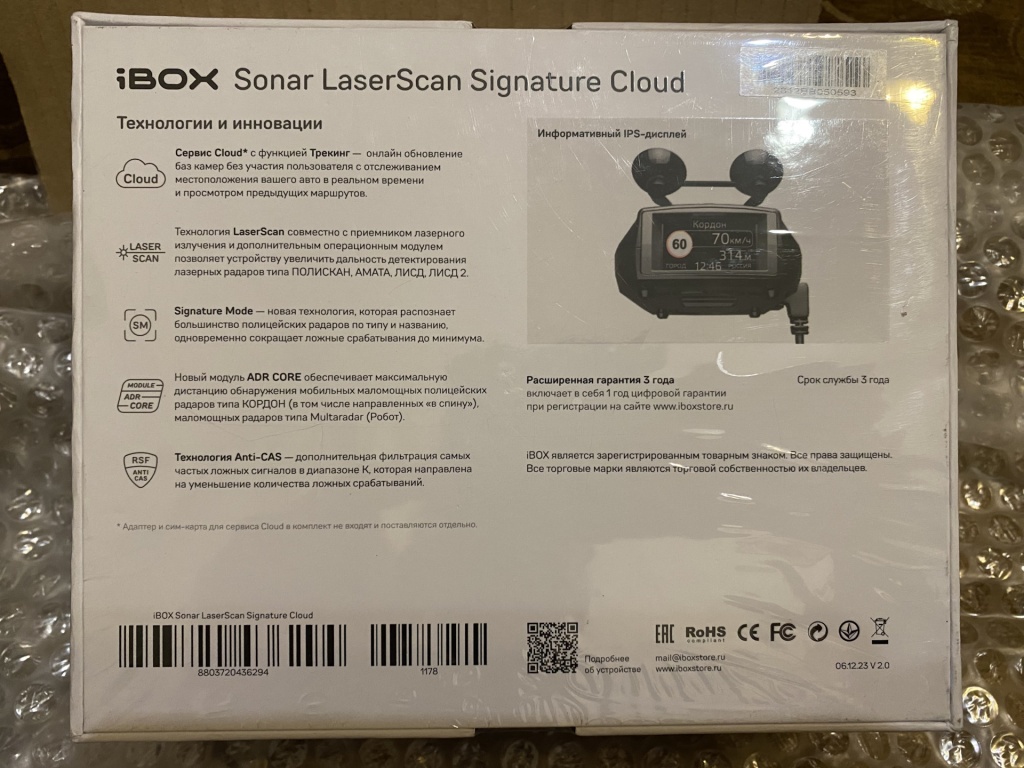 iBOX Sonar LaserScan Signature Cloud
Технологии и инновации
Cloud
Сервис Cloud* с функцией Трекинг — онлайн обновление
баз камер без участия пользователя с отслеживанием
местоположения вашего авто в реальном времени
и просмотром предыдущих маршрутов.
LASER
SCAN
Технология LaserScan совместно с приемником лазерного
излучения и дополнительным операционным модулем
позволяет устройству увеличить дальность детектирования
лазерных радаров типа ПОЛИСКАН, АМАТА, ЛИСД, ЛИСД 2.
SM
Signature Mode — новая технология, которая распознает
большинство полицейских радаров по типу и названию,
одновременно сокращает ложные срабатывания до минимума.
MODULE
ADR
CORE
Новый модуль ADR CORE обеспечивает максимальную
дистанцию обнаружения мобильных маломощных полицейских
радаров типа КОРДОН (в том числе направленных «в спину»),
маломощных радаров типа Multaradar (Робот).
RSF
ANTI
CAS
Технология Anti-CAS — дополнительная фильтрация самых
частых ложных сигналов в диапазоне К, которая направлена
на уменьшение количества ложных срабатываний.
* Адаптер и сим-карта для сервиса Cloud в комплект не входят и поставляются отдельно.
iBOX Sonar LaserScan Signature Cloud
8803720436294
1178
Информативный IPS-дисплей
Кордон
60
70км/ч
314м
ГОРОД 12:46 РОССИЯ
Расширенная гарантия 3 года
включает в себя 1 год цифровой гарантии
при регистрации на сайте www.iboxstore.ru
Срок службы 3 года
iBOX является зарегистрированным товарным знаком. Все права защищены.
Все торговые марки являются торговой собственностью их владельцев.
Подробнее
об устройстве
EAC RoHS CE FC
compliant
mail@iboxstore.ru
www.iboxstore.ru
06.12.23 V 2.0